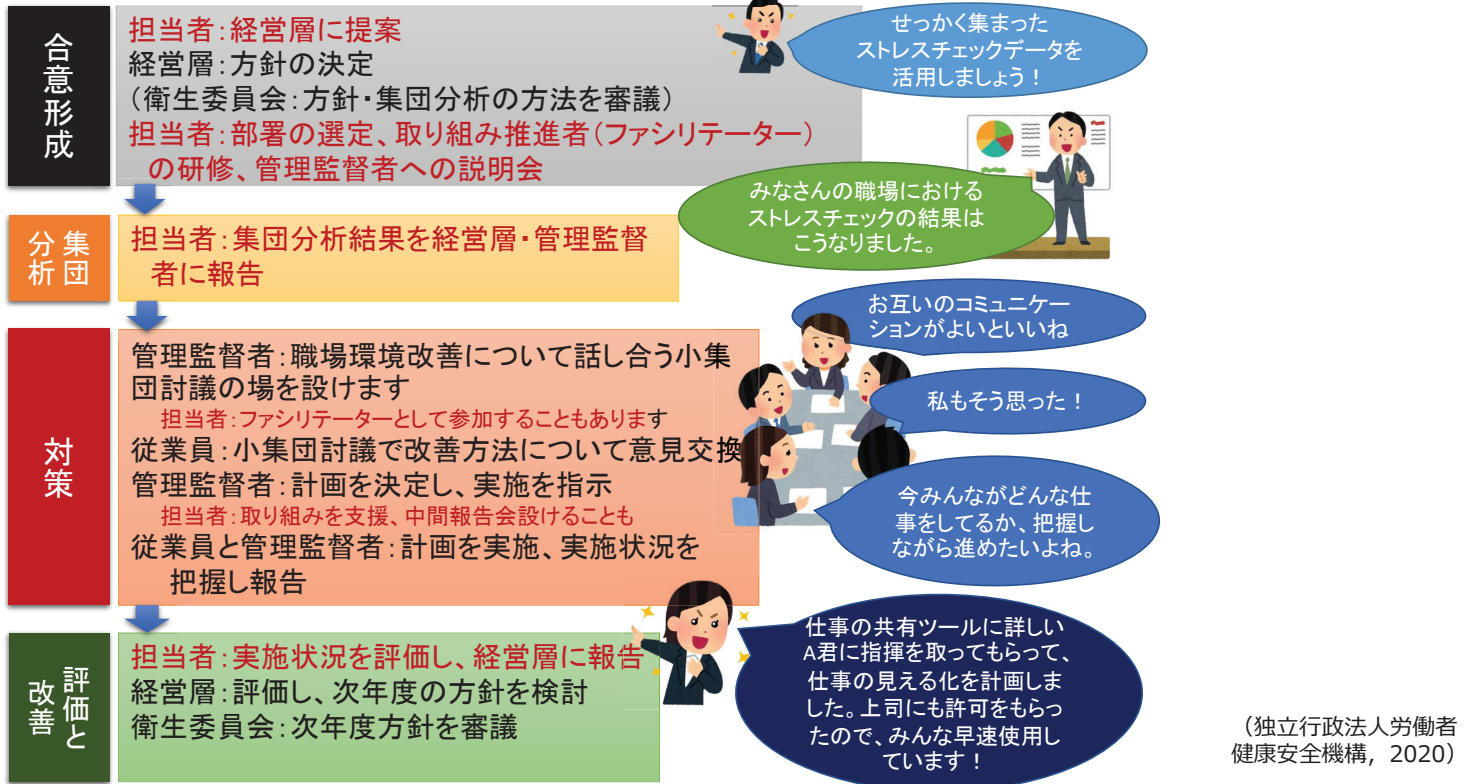 合意形成
担当者：経営層に提案
経営層：方針の決定
（衛生委員会：方針・集団分析の方法を審議）
担当者：部署の選定、取り組み推進者（ファシリテーター）
の研修、管理監督者への説明会
せっかく集まった
ストレスチェックデータを
活用しましょう！
みなさんの職場における
ストレスチェックの結果は
こうなりました。
集団
分析
担当者：集団分析結果を経営層・管理監督
者に報告
対策
管理監督者：職場環境改善について話し合う小集
団討議の場を設けます
担当者：ファシリテーターとして参加することもあります
従業員：小集団討議で改善方法について意見交換
管理監督者：計画を決定し、実施を指示
担当者：取り組みを支援、中間報告会設けることも
従業員と管理監督者：計画を実施、実施状況を
把握し報告
お互いのコミュニケー
ションがよいといいね
私もそう思った！
今みんながどんな仕
事をしてるか、把握し
ながら進めたいよね。
評価と
改善
担当者：実施状況を評価し、経営層に報告
経営層：評価し、次年度の方針を検討
衛生委員会：次年度方針を審議
仕事の共有ツールに詳しい
A君に指揮を取ってもらって、
仕事の見える化を計画しま
した。上司にも許可をもらっ
たので、みんな早速使用し
ています！
（独立行政法人労働者
健康安全機構，2020）